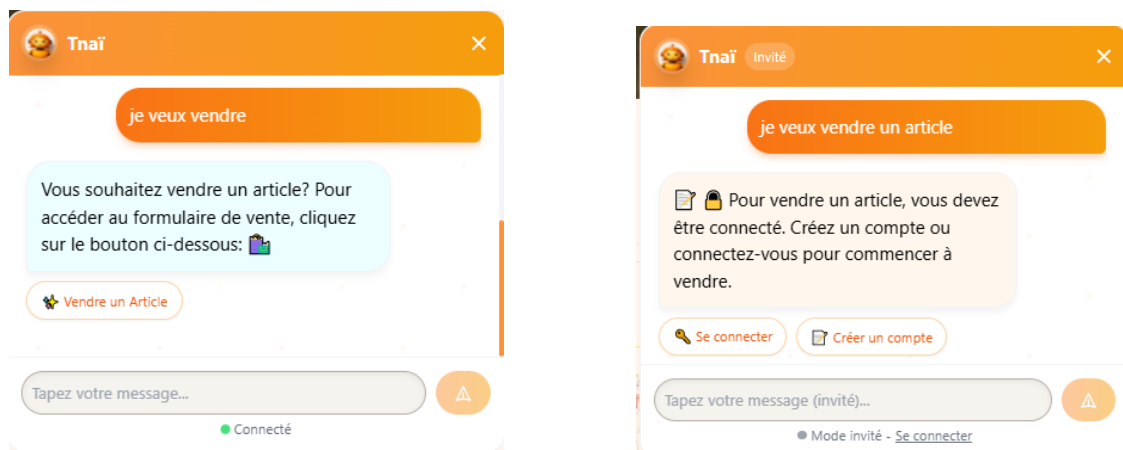 Tnaï
je veux vendre
Vous souhaitez vendre un article? Pour
accéder au formulaire de vente, cliquez
sur le bouton ci-dessous:
Vendre un Article
Tapez votre message...
Connecté
Tnaï Invité
je veux vendre un article
Pour vendre un article, vous devez
être connecté. Créez un compte ou
connectez-vous pour commencer à
vendre.
Se connecter Créer un compte
Tapez votre message (invité)...
Mode invité - Se connecter